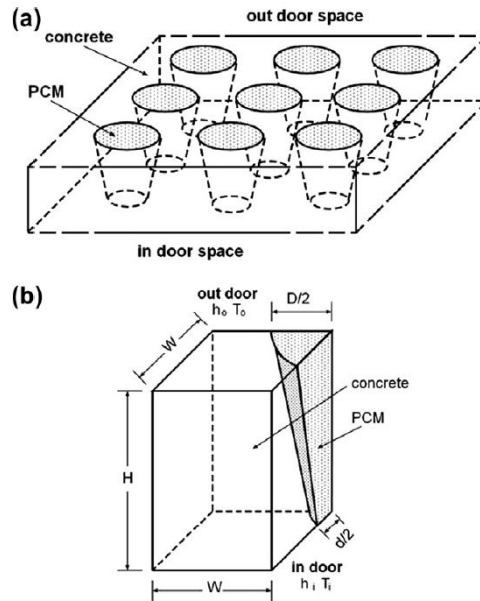 (a)
out door space
concrete
PCM
in door space
(b)
out door
hₒ Tₒ
D/2
W
concrete
PCM
H
d/2
W
in door
hᵢ Tᵢ